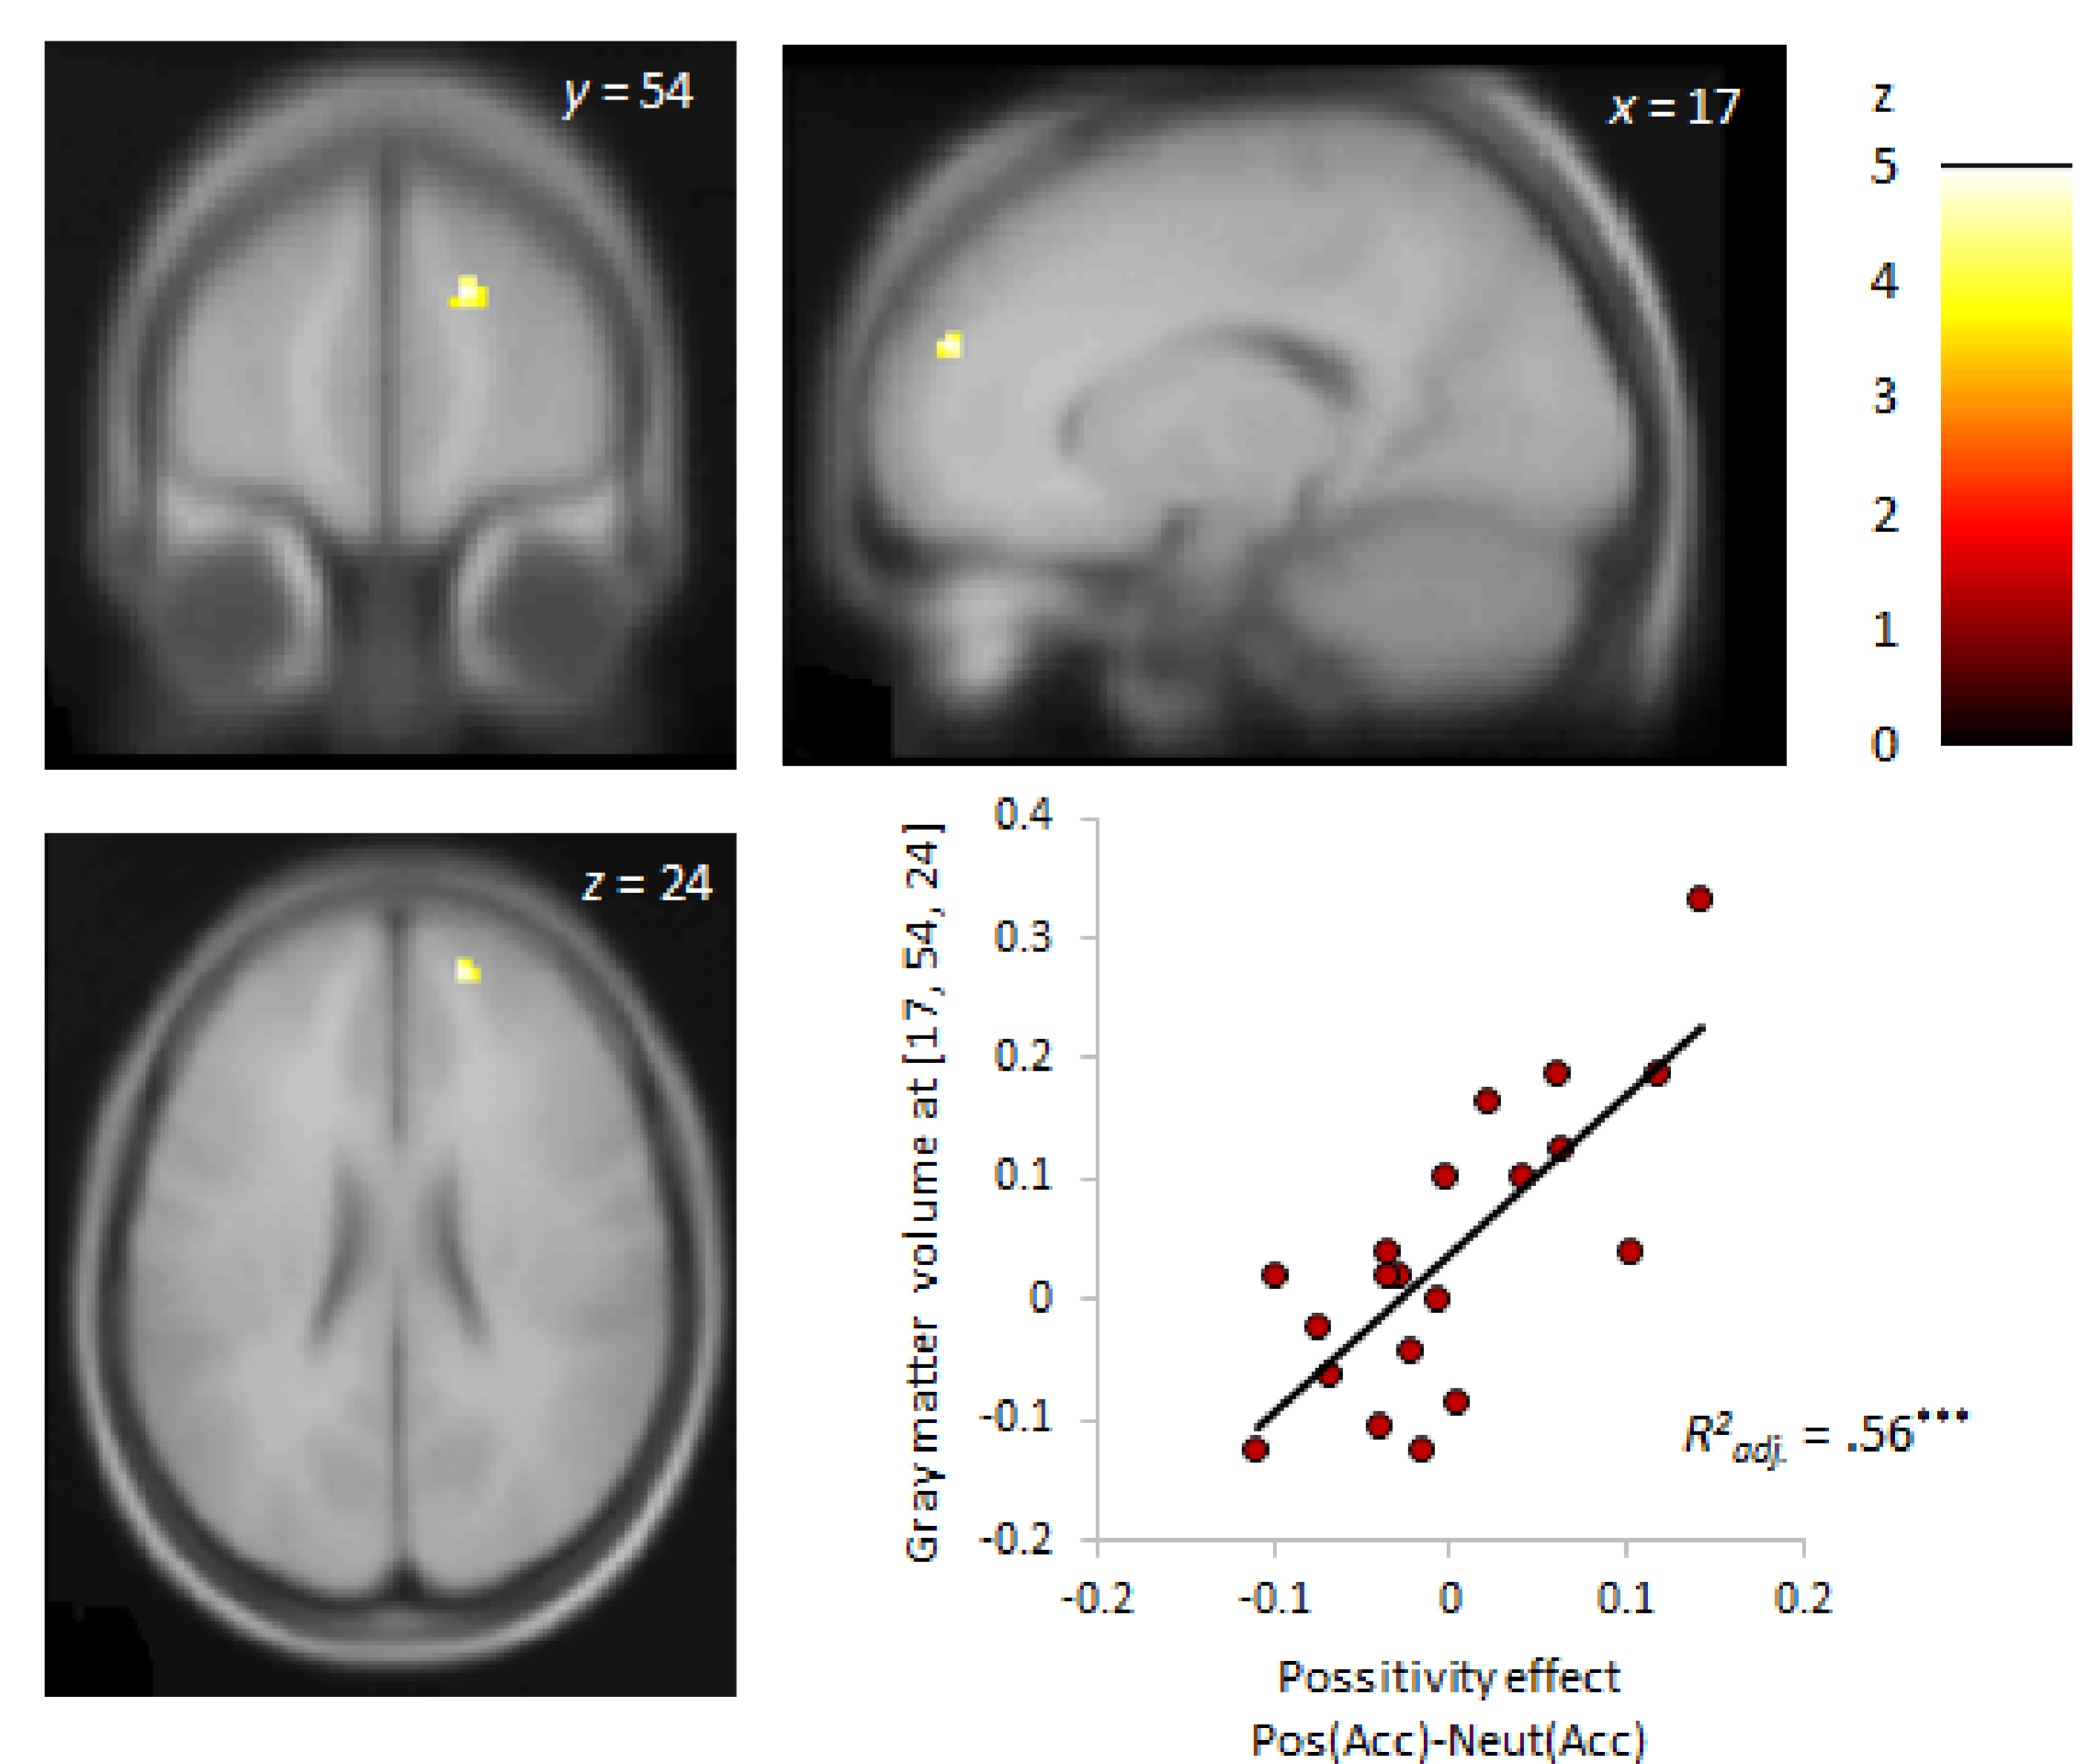 y = 54
x = 17
z
5
4
3
2
1
0
z = 24
Gray matter volume at [17, 54, 24]
0.4
0.3
0.2
0.1
0
-0.1
-0.2
-0.2 -0.1 0 0.1 0.2
R²adj. = .56***
Possitivity effect
Pos(Acc)-Neut(Acc)